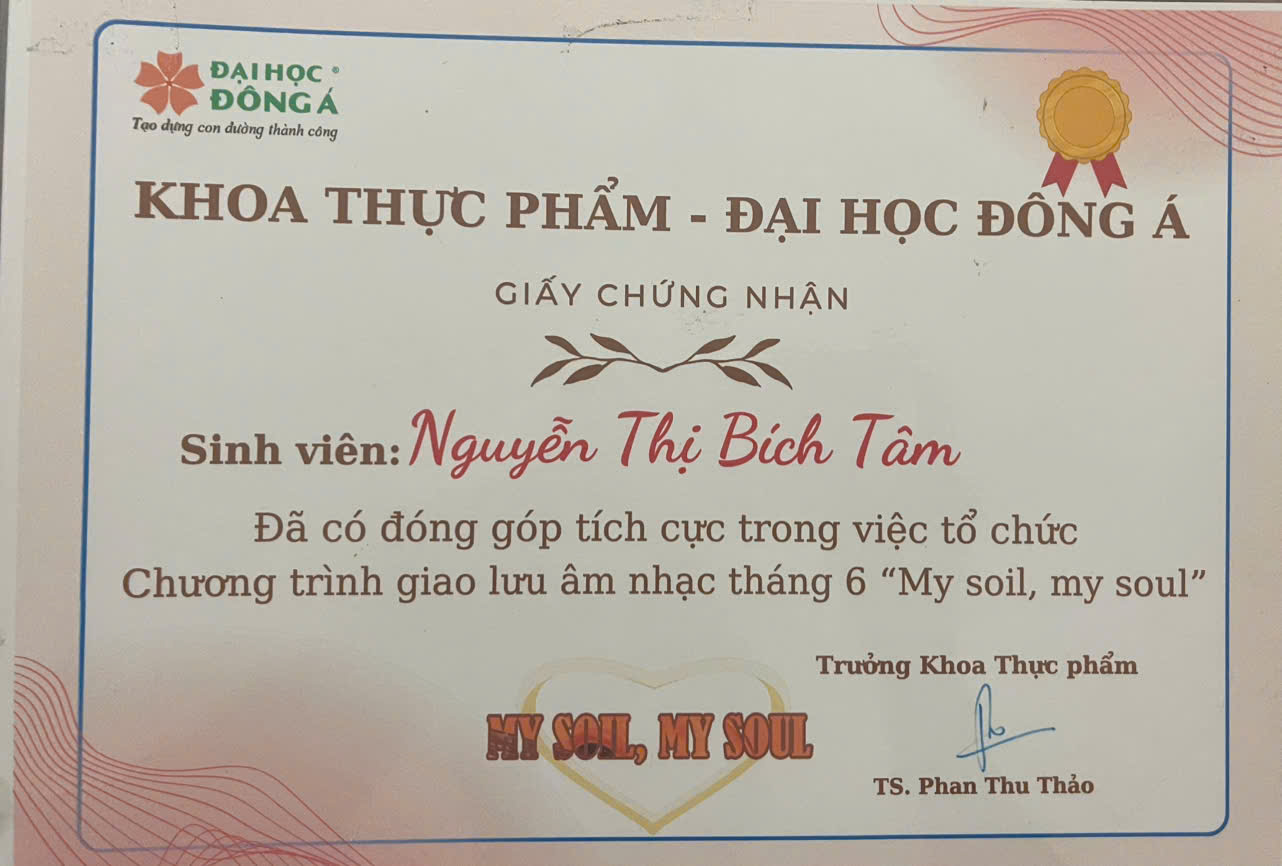 ĐẠI HỌC ®
ĐÔNG Á
Tạo dựng con đường thành công
KHOA THỰC PHẨM - ĐẠI HỌC ĐÔNG Á
GIẤY CHỨNG NHẬN
Sinh viên: Nguyễn Thị Bích Tâm
Đã có đóng góp tích cực trong việc tổ chức
Chương trình giao lưu âm nhạc tháng 6 “My soil, my soul”
Trưởng Khoa Thực phẩm
MY SOIL, MY SOUL
TS. Phan Thu Thảo